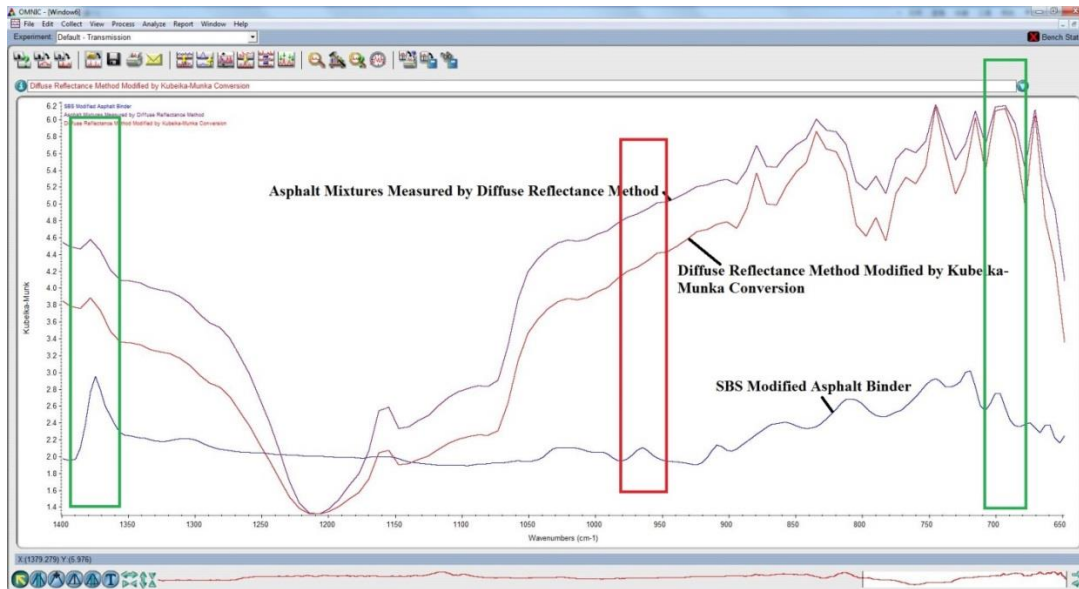 OMNIC - [Window6]
File Edit Collect View Process Analyze Report Window Help
Experiment: Default - Transmission
Bench Stat
Diffuse Reflectance Method Modified by Kubeika-Munka Conversion
SBS Modified Asphalt Binder
Asphalt Mixtures Measured by Diffuse Reflectance Method
Diffuse Reflectance Method Modified by Kubeika-Munka Conversion
6.2
6.0
5.8
5.6
5.4
5.2
5.0
4.8
4.6
4.4
4.2
4.0
3.8
3.6
3.4
3.2
3.0
2.8
2.6
2.4
2.2
2.0
1.8
1.6
1.4
Kubeika-Munk
Asphalt Mixtures Measured by Diffuse Reflectance Method
Diffuse Reflectance Method Modified by Kubeika-
Munka Conversion
SBS Modified Asphalt Binder
1400 1350 1300 1250 1200 1150 1100 1050 1000 950 900 850 800 750 700 650
Wavenumbers (cm-1)
X:(1379.279) Y:(5.976)